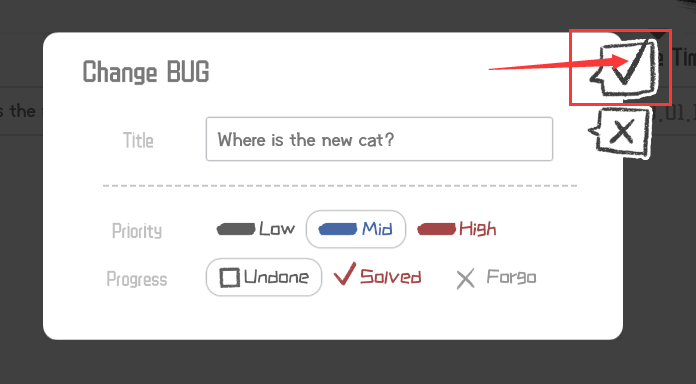 Change BUG
Title
Where is the new cat?
Priority
Low
Mid
High
Progress
Undone
Solved
Forgo
e Tim
s the
.01.1